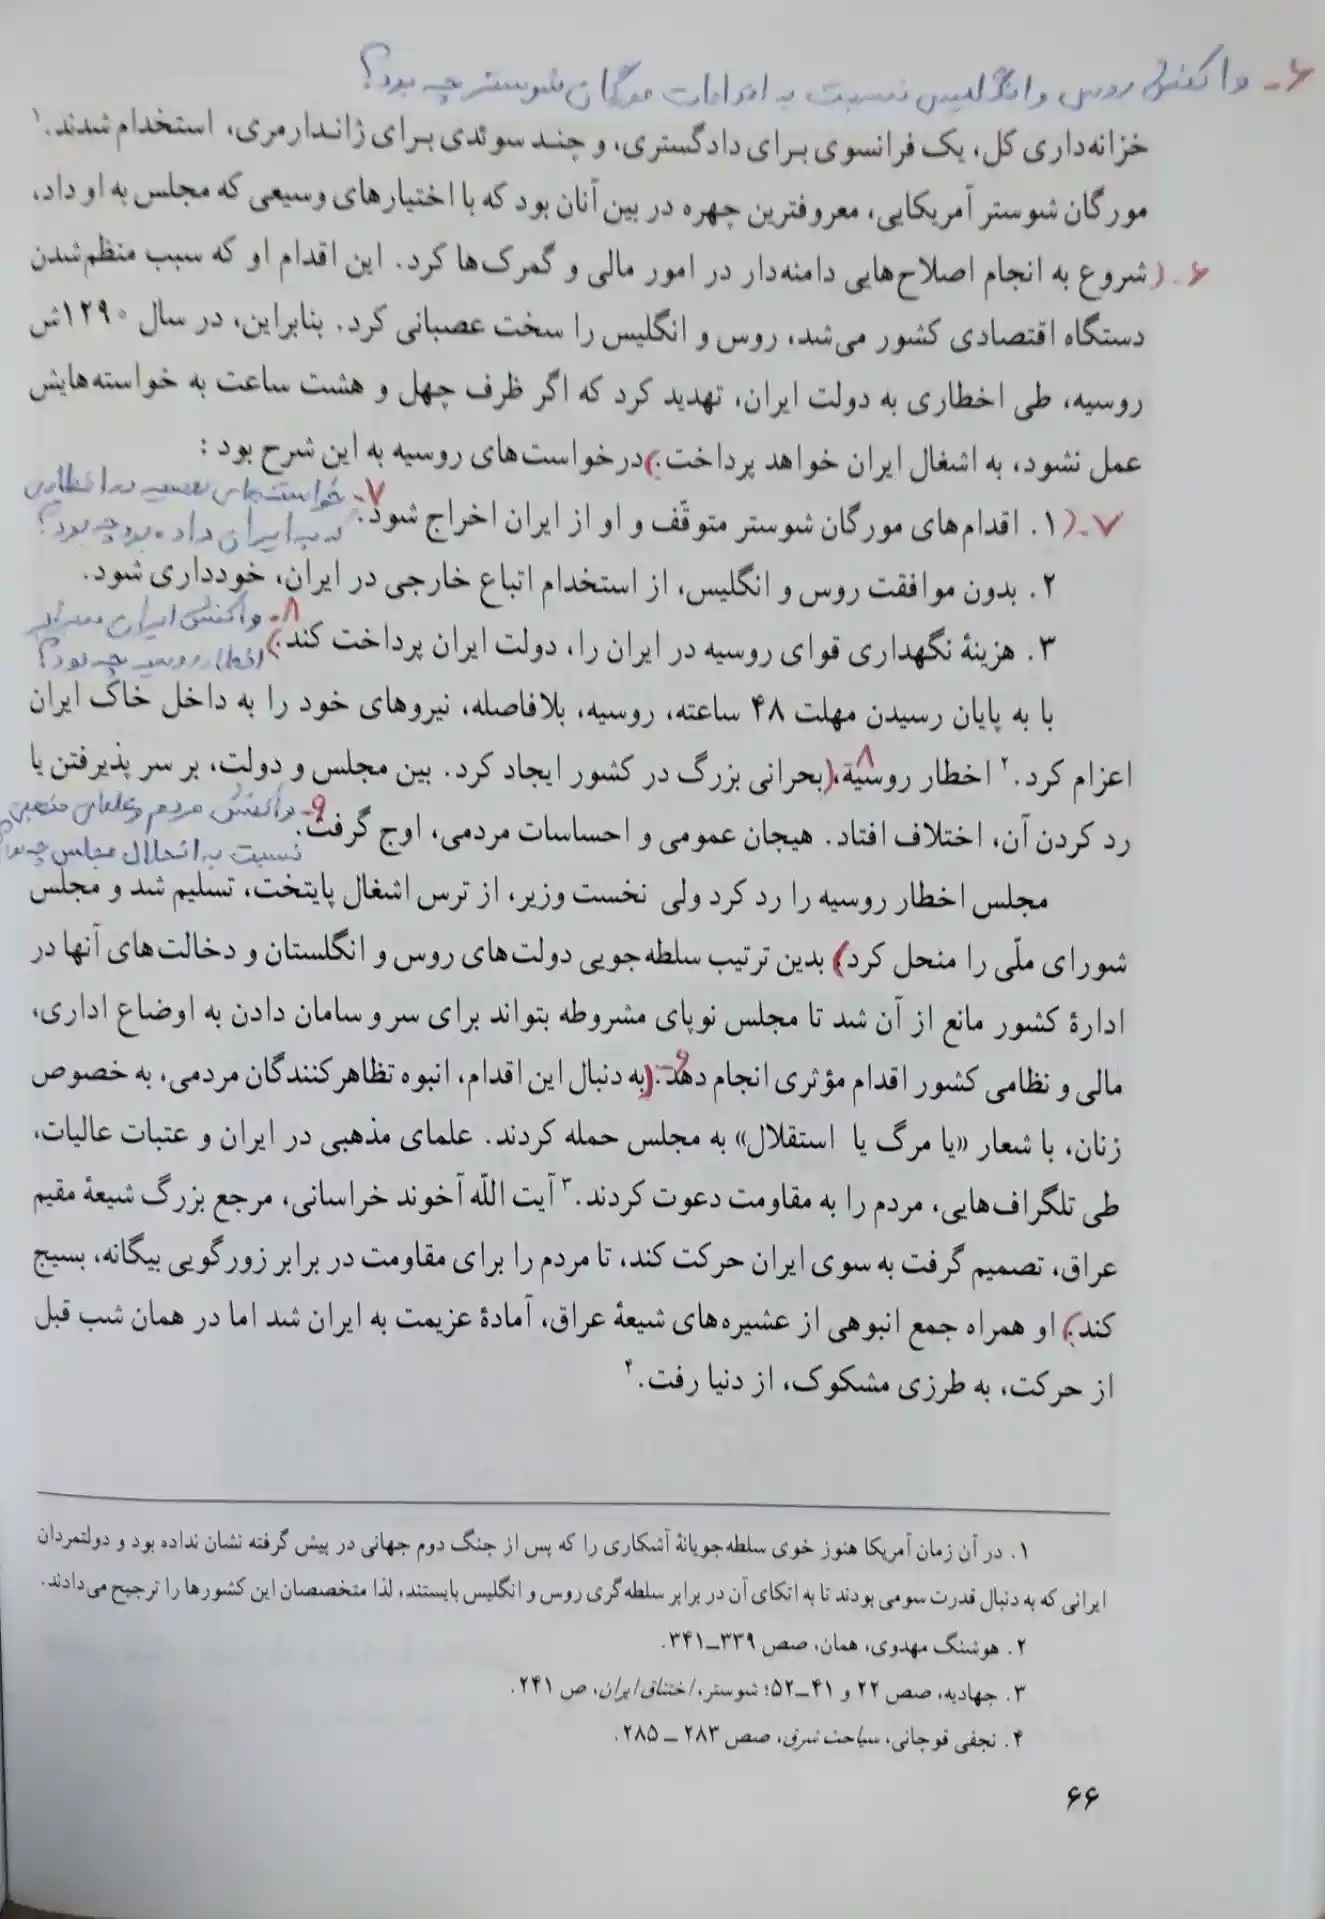 ۶- واکنش روس و انگلیس نسبت به اقدامات مورگان شوستر چه بود؟
خزانه‌داری کل، یک فرانسوی برای دادگستری، و چند سوئدی برای ژاندارمری، استخدام شدند.۱
مورگان شوستر آمریکایی، معروفترین چهره در بین آنان بود که با اختیارهای وسیعی که مجلس به او داد،
۶.( شروع به انجام اصلاح‌هایی دامنه‌دار در امور مالی و گمرک‌ها کرد. این اقدام او که سبب منظم‌شدن
دستگاه اقتصادی کشور می‌شد، روس و انگلیس را سخت عصبانی کرد. بنابراین، در سال ۱۲۹۰ش
روسیه، طی اخطاری به دولت ایران، تهدید کرد که اگر ظرف چهل و هشت ساعت به خواسته‌هایش
عمل نشود، به اشغال ایران خواهد پرداخت.) درخواست‌های روسیه به این شرح بود :
۷- خواسته‌های روسیه در اخطاری
که به ایران داده بود چه بود؟
۷-( ۱. اقدام‌های مورگان شوستر متوقّف و او از ایران اخراج شود.
۲. بدون موافقت روس و انگلیس، از استخدام اتباع خارجی در ایران، خودداری شود.
۸- واکنش ایران در برابر
اخطار روسیه چه بود؟
۳. هزینهٔ نگهداری قوای روسیه در ایران را، دولت ایران پرداخت کند.)
با به پایان رسیدن مهلت ۴۸ ساعته، روسیه، بلافاصله، نیروهای خود را به داخل خاک ایران
اعزام کرد.۲ اخطار روسیة، ۸(بحرانی بزرگ در کشور ایجاد کرد. بین مجلس و دولت، بر سر پذیرفتن یا
۹- واکنش مردم و علمای مذهبی
نسبت به انحلال مجلس چه بود؟
رد کردن آن، اختلاف افتاد. هیجان عمومی و احساسات مردمی، اوج گرفت.
مجلس اخطار روسیه را رد کرد ولی نخست وزیر، از ترس اشغال پایتخت، تسلیم شد و مجلس
شورای ملّی را منحل کرد.) بدین ترتیب سلطه‌جویی دولت‌های روس و انگلستان و دخالت‌های آنها در
ادارهٔ کشور مانع از آن شد تا مجلس نوپای مشروطه بتواند برای سر و سامان دادن به اوضاع اداری،
مالی و نظامی کشور اقدام مؤثری انجام دهد. ۹(به دنبال این اقدام، انبوه تظاهرکنندگان مردمی، به خصوص
زنان، با شعار «یا مرگ یا استقلال» به مجلس حمله کردند. علمای مذهبی در ایران و عتبات عالیات،
طی تلگراف‌هایی، مردم را به مقاومت دعوت کردند.۳ آیت اللّه آخوند خراسانی، مرجع بزرگ شیعهٔ مقیم
عراق، تصمیم گرفت به سوی ایران حرکت کند، تا مردم را برای مقاومت در برابر زورگویی بیگانه، بسیج
کند.) او همراه جمع انبوهی از عشیره‌های شیعهٔ عراق، آمادهٔ عزیمت به ایران شد اما در همان شب قبل
از حرکت، به طرزی مشکوک، از دنیا رفت.۴
۱. در آن زمان آمریکا هنوز خوی سلطه‌جویانهٔ آشکاری را که پس از جنگ دوم جهانی در پیش گرفته نشان نداده بود و دولتمردان
ایرانی که به دنبال قدرت سومی بودند تا به اتکای آن در برابر سلطه‌گری روس و انگلیس بایستند، لذا متخصصان این کشورها را ترجیح می‌دادند.
۲. هوشنگ مهدوی، همان، صص ۳۳۹ـ۳۴۱.
۳. جهادیه، صص ۲۲ و ۴۱ـ۵۲؛ شوستر، اختناق ایران، ص ۲۴۱.
۴. نجفی قوچانی، سیاحت شرق، صص ۲۸۳ ـ ۲۸۵.
۶۶